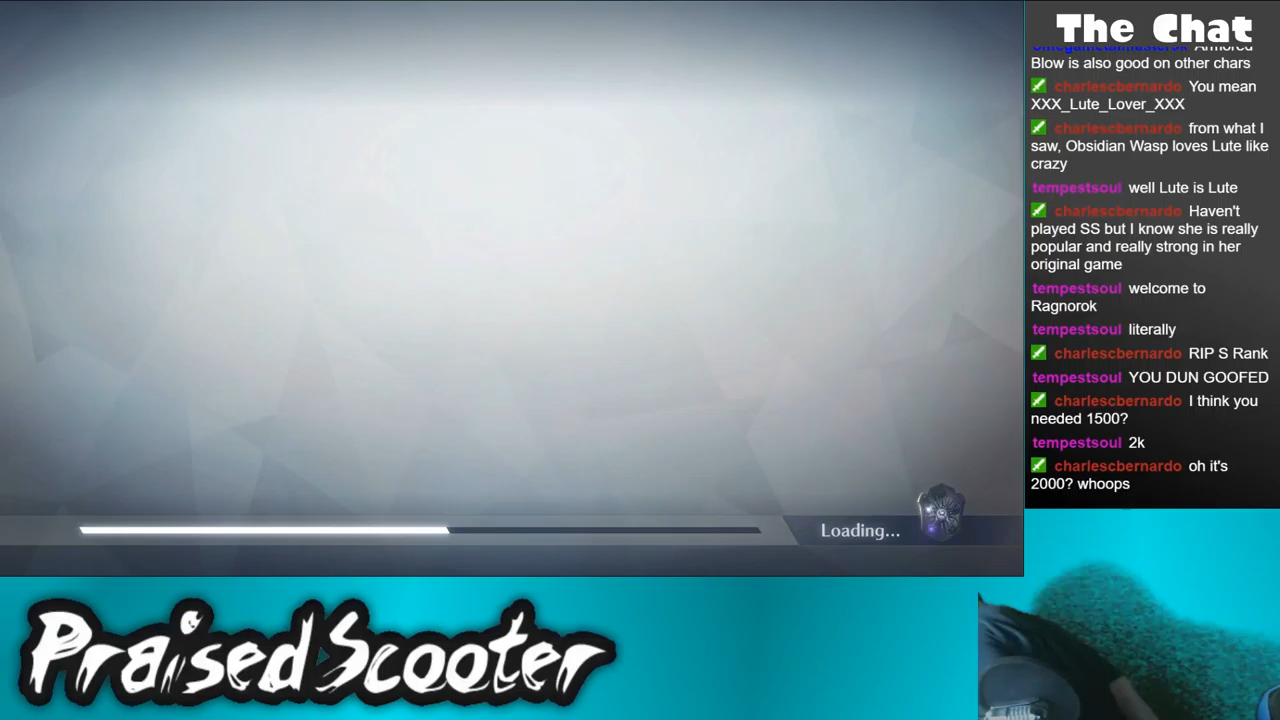 The Chat
Blow is also good on other chars
charlescbernardo You mean
XXX_Lute_Lover_XXX
charlescbernardo from what I
saw, Obsidian Wasp loves Lute like
crazy
tempestsoul well Lute is Lute
charlescbernardo Haven't
played SS but I know she is really
popular and really strong in her
original game
tempestsoul welcome to
Ragnorok
tempestsoul literally
charlescbernardo RIP S Rank
tempestsoul YOU DUN GOOFED
charlescbernardo I think you
needed 1500?
tempestsoul 2k
charlescbernardo oh it's
2000? whoops
Loading...
PraisedScooter